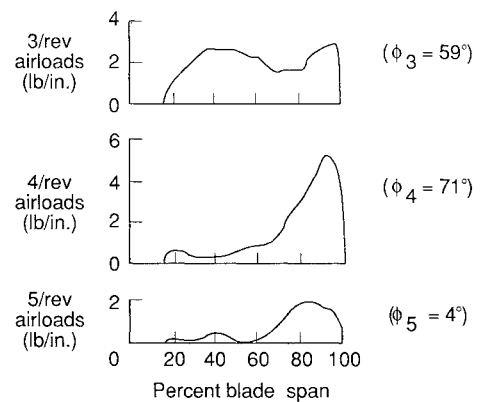 3/rev
airloads
(lb/in.)
4
2
0
(ϕ3 = 59°)
4/rev
airloads
(lb/in.)
6
4
2
0
(ϕ4 = 71°)
5/rev
airloads
(lb/in.)
2
0 20 40 60 80 100
(ϕ5 = 4°)
Percent blade span